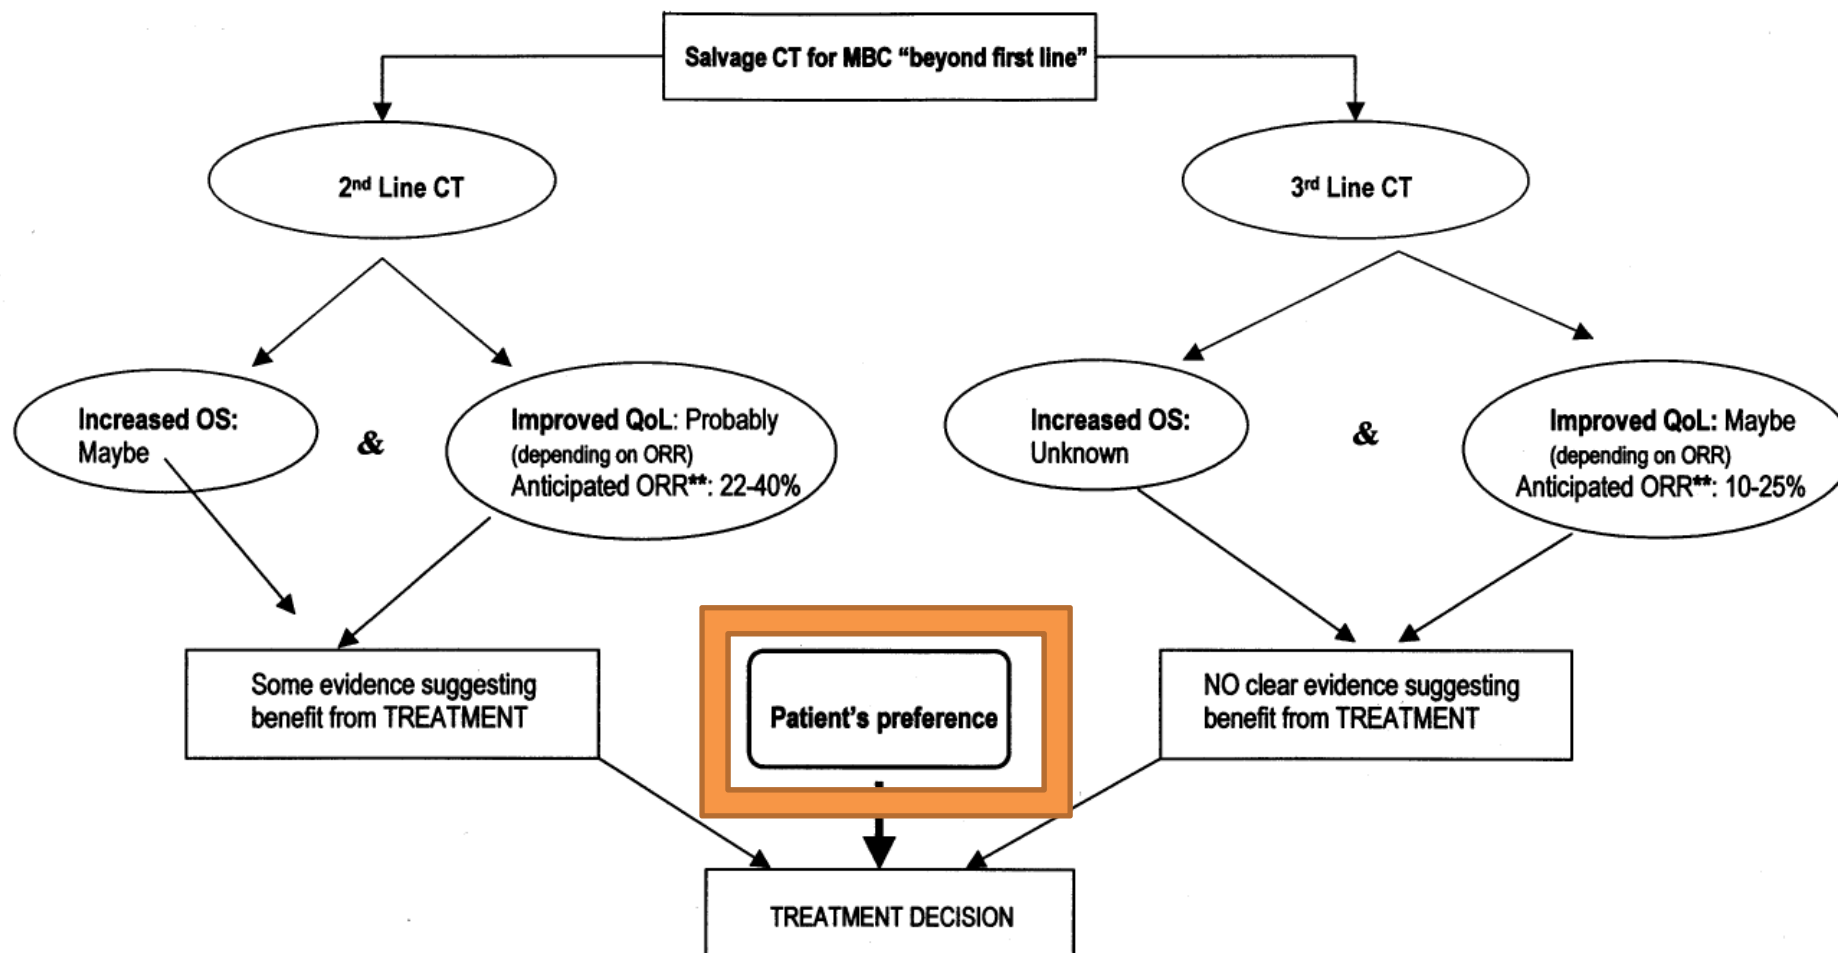 Salvage CT for MBC “beyond first line”
2nd Line CT
3rd Line CT
Increased OS:
Maybe
&
Improved QoL: Probably
(depending on ORR)
Anticipated ORR**: 22-40%
Increased OS:
Unknown
&
Improved QoL: Maybe
(depending on ORR)
Anticipated ORR**: 10-25%
Some evidence suggesting
benefit from TREATMENT
Patient’s preference
NO clear evidence suggesting
benefit from TREATMENT
TREATMENT DECISION